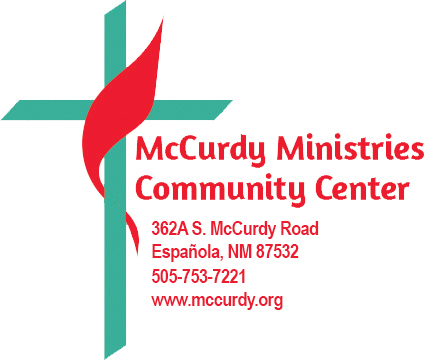 McCurdy Ministries
Community Center
362A S. McCurdy Road
Española, NM 87532
505-753-7221
www.mccurdy.org